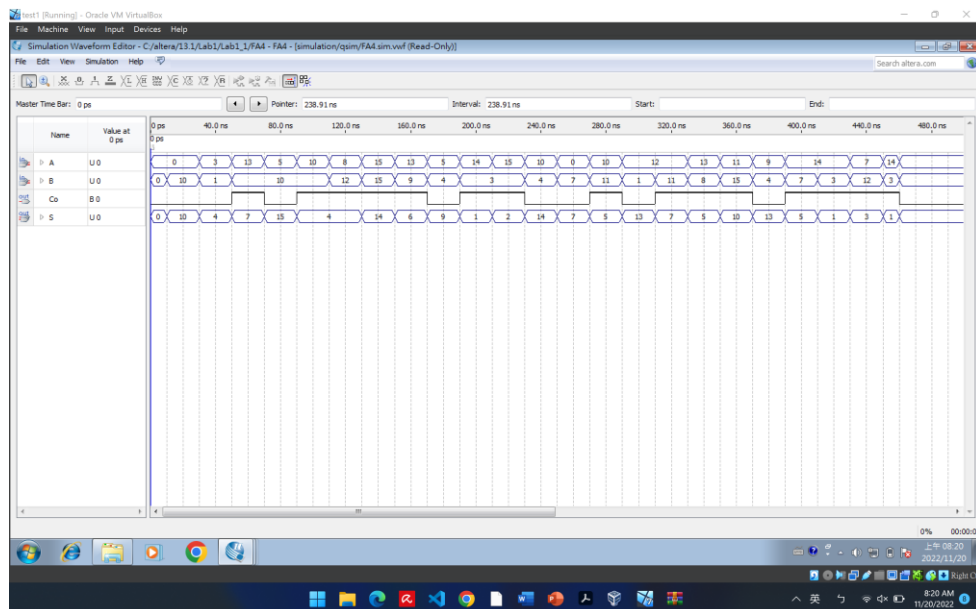 test1 [Running] - Oracle VM VirtualBox
File Machine View Input Devices Help
Simulation Waveform Editor - C:/altera/13.1/Lab1/Lab1_1/FA4 - FA4 - [simulation/qsim/FA4.sim.vwf (Read-Only)]
File Edit View Simulation Help
Search altera.com
Master Time Bar: 0 ps
Pointer: 238.91 ns
Interval: 238.91 ns
Start:
End:
Name
Value at 0 ps
0 ps 40.0 ns 80.0 ns 120.0 ns 160.0 ns 200.0 ns 240.0 ns 280.0 ns 320.0 ns 360.0 ns 400.0 ns 440.0 ns 480.0 ns
0 ps
A U 0 0 3 13 5 10 8 15 13 5 14 15 10 0 10 12 13 11 9 14 7 14
B U 0 0 10 1 10 12 15 9 4 3 4 7 11 1 11 8 15 4 7 3 12 3
Co B 0
S U 0 0 10 4 7 15 4 14 6 9 1 2 14 7 5 13 7 5 10 13 5 1 3 1
0% 00:00:0
上午 08:20
2022/11/20
Right C
英
ㄅ
8:20 AM
11/20/2022